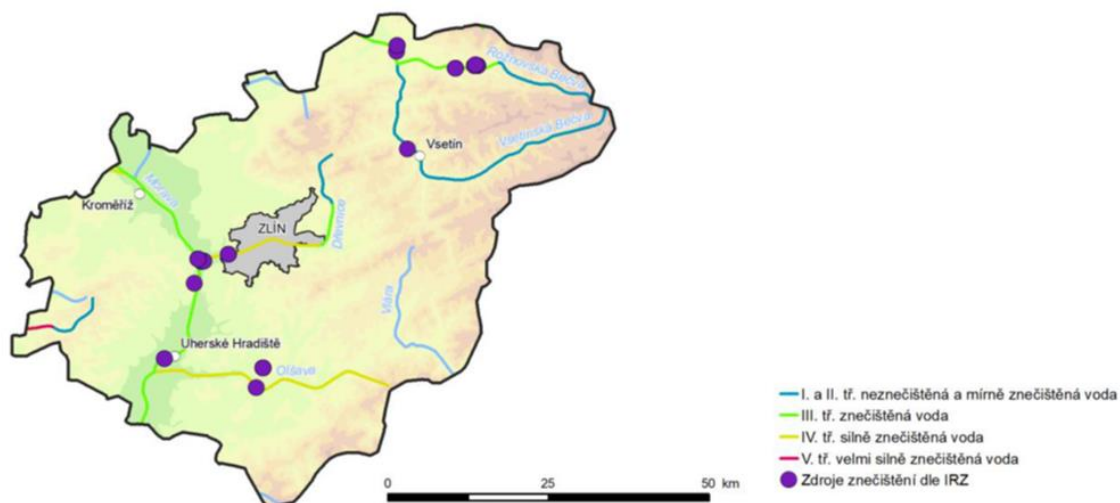 Rožnovská Bečva
Vsetínská Bečva
Vsetín
Morava
Kroměříž
ZLÍN
Dřevnice
Vlára
Uherské Hradiště
Olšava
I. a II. tř. neznečištěná a mírně znečištěná voda
III. tř. znečištěná voda
IV. tř. silně znečištěná voda
V. tř. velmi silně znečištěná voda
Zdroje znečištění dle IRZ
0 25 50 km